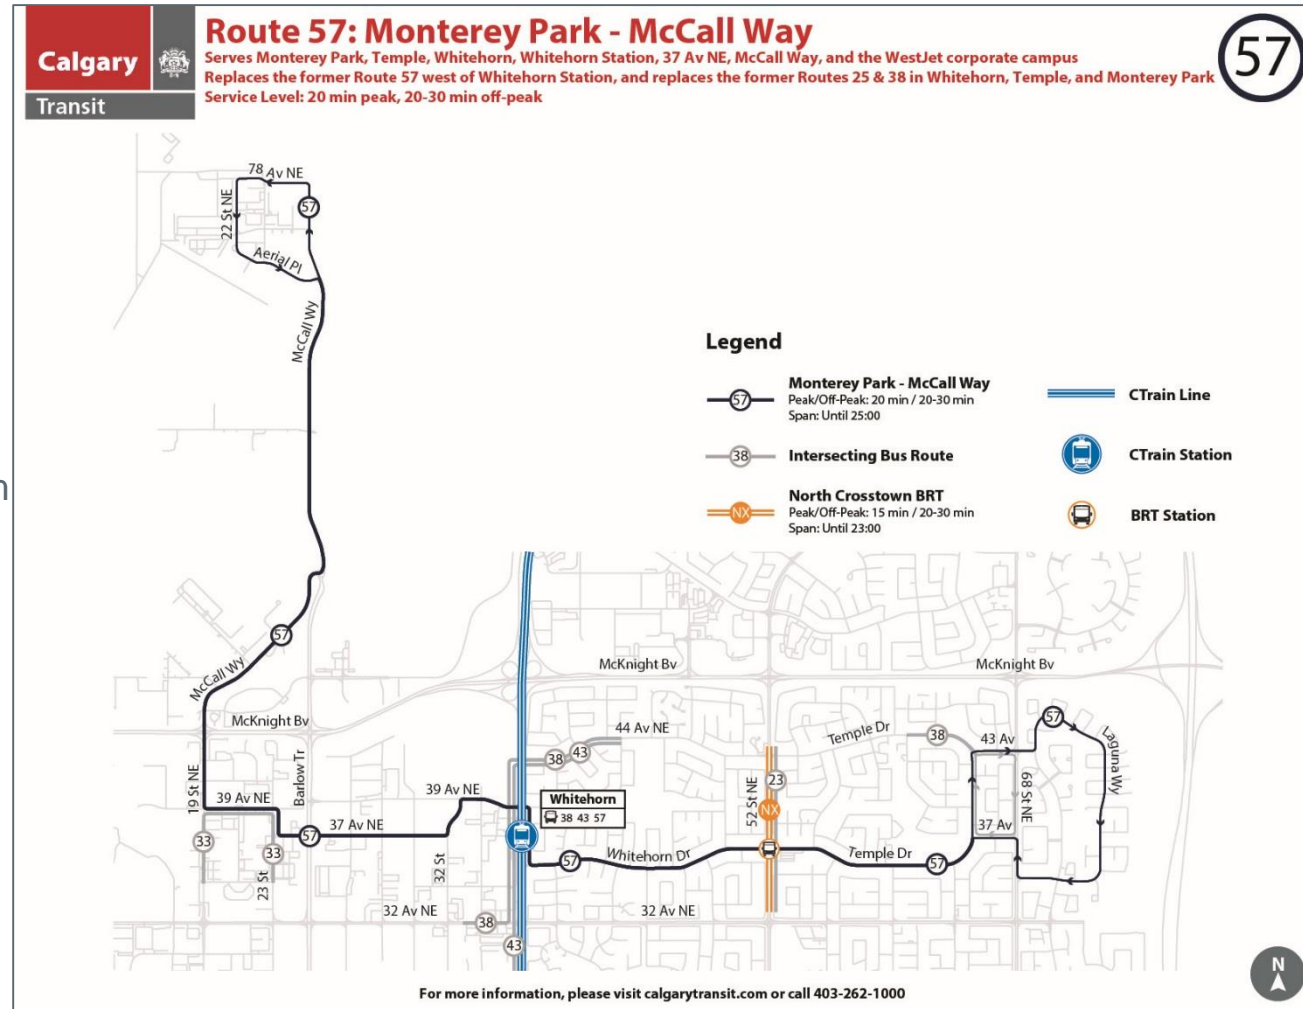 Calgary
Transit
Route 57: Monterey Park - McCall Way
Serves Monterey Park, Temple, Whitehorn, Whitehorn Station, 37 Av NE, McCall Way, and the WestJet corporate campus
Replaces the former Route 57 west of Whitehorn Station, and replaces the former Routes 25 & 38 in Whitehorn, Temple, and Monterey Park
Service Level: 20 min peak, 20-30 min off-peak
57
78 Av NE
22 St NE
57
Aerial Pl
McCall Wy
n
Legend
57
Monterey Park - McCall Way
Peak/Off-Peak: 20 min / 20-30 min
Span: Until 25:00
CTrain Line
38
Intersecting Bus Route
CTrain Station
NX
North Crosstown BRT
Peak/Off-Peak: 15 min / 20-30 min
Span: Until 23:00
BRT Station
57
McCall Wy
McKnight Bv
McKnight Bv
McKnight Bv
44 Av NE
38
43
Temple Dr
38
43 Av
57
Laguna Wy
19 St NE
39 Av NE
Barlow Tr
39 Av NE
Whitehorn
38 43 57
52 St NE
23
NX
68 St NE
37 Av
33
33
57
37 Av NE
32 St
57
Whitehorn Dr
Temple Dr
57
23 St
32 Av NE
38
32 Av NE
43
N
For more information, please visit calgarytransit.com or call 403-262-1000